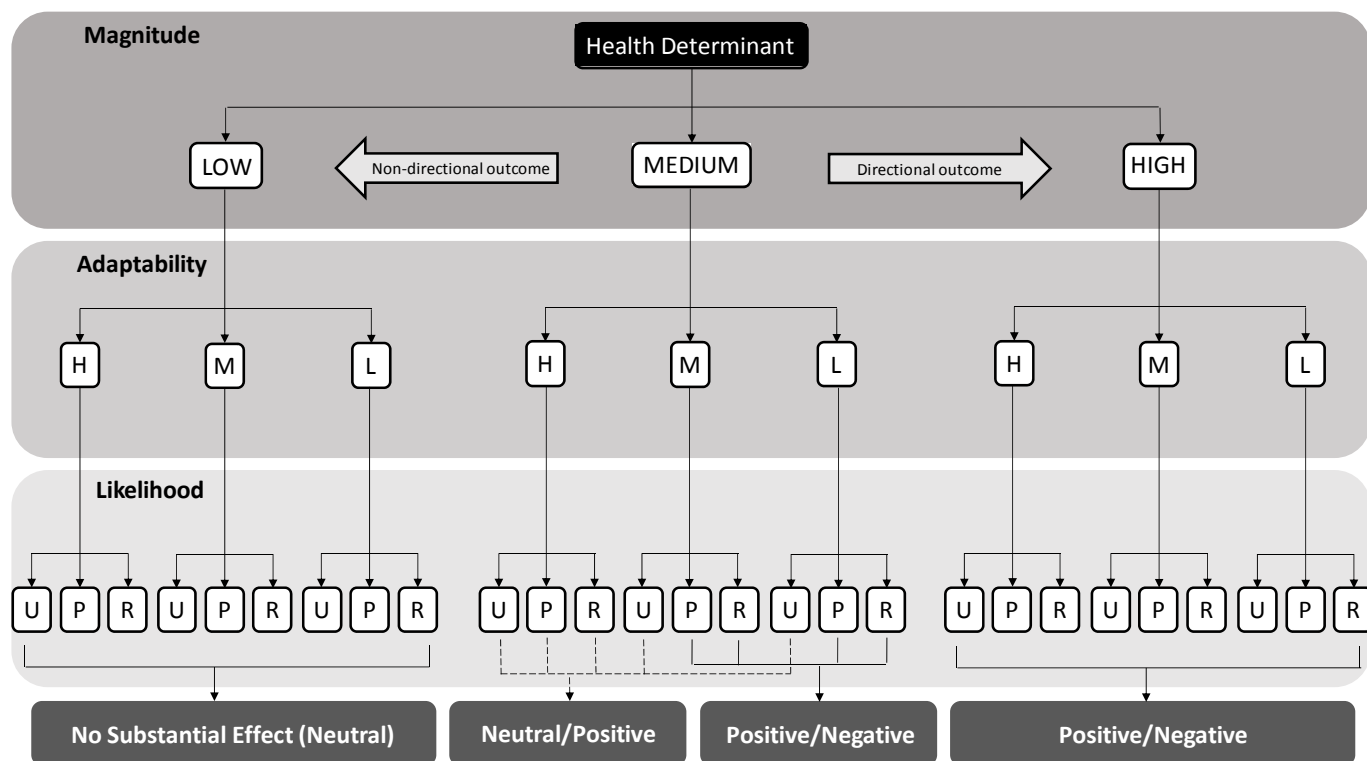 Magnitude
Health Determinant
LOW
Non-directional outcome
MEDIUM
Directional outcome
HIGH
Adaptability
H M L H M L H M L
Likelihood
U P R U P R U P R U P R U P R U P R U P R U P R U P R
No Substantial Effect (Neutral)
Neutral/Positive
Positive/Negative
Positive/Negative